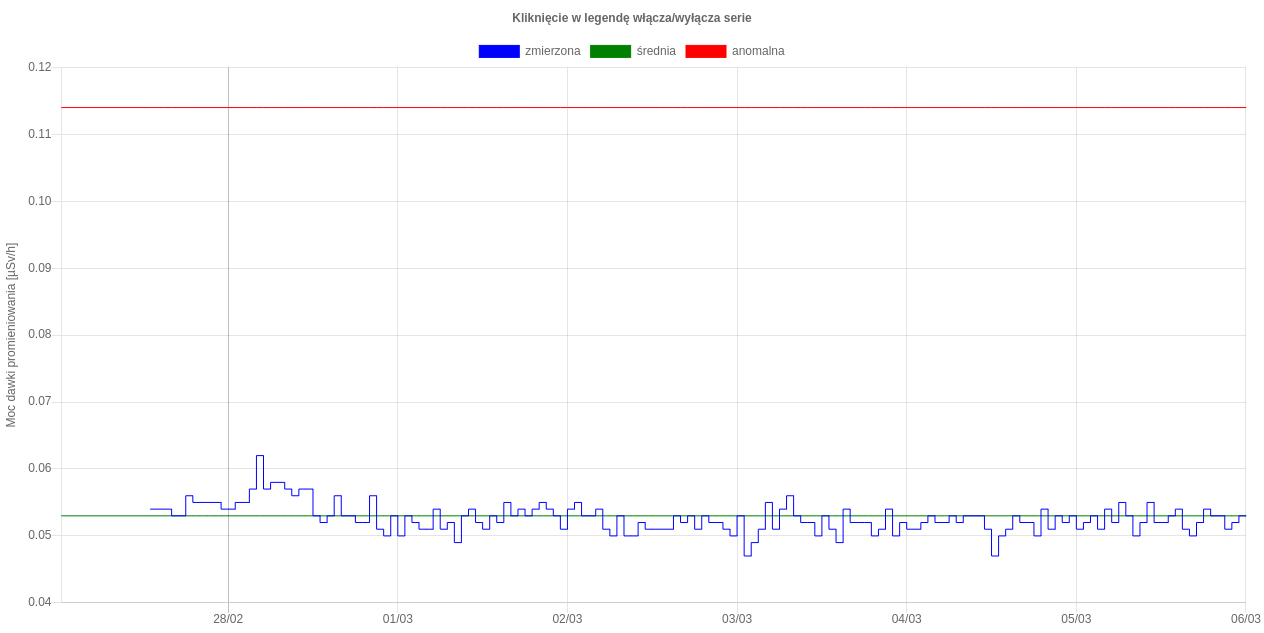 Kliknięcie w legendę włącza/wyłącza serie
zmierzona średnia anomalna
0.12
0.11
0.10
0.09
0.08
0.07
0.06
0.05
0.04
Moc dawki promieniowania [µSv/h]
28/02 01/03 02/03 03/03 04/03 05/03 06/03